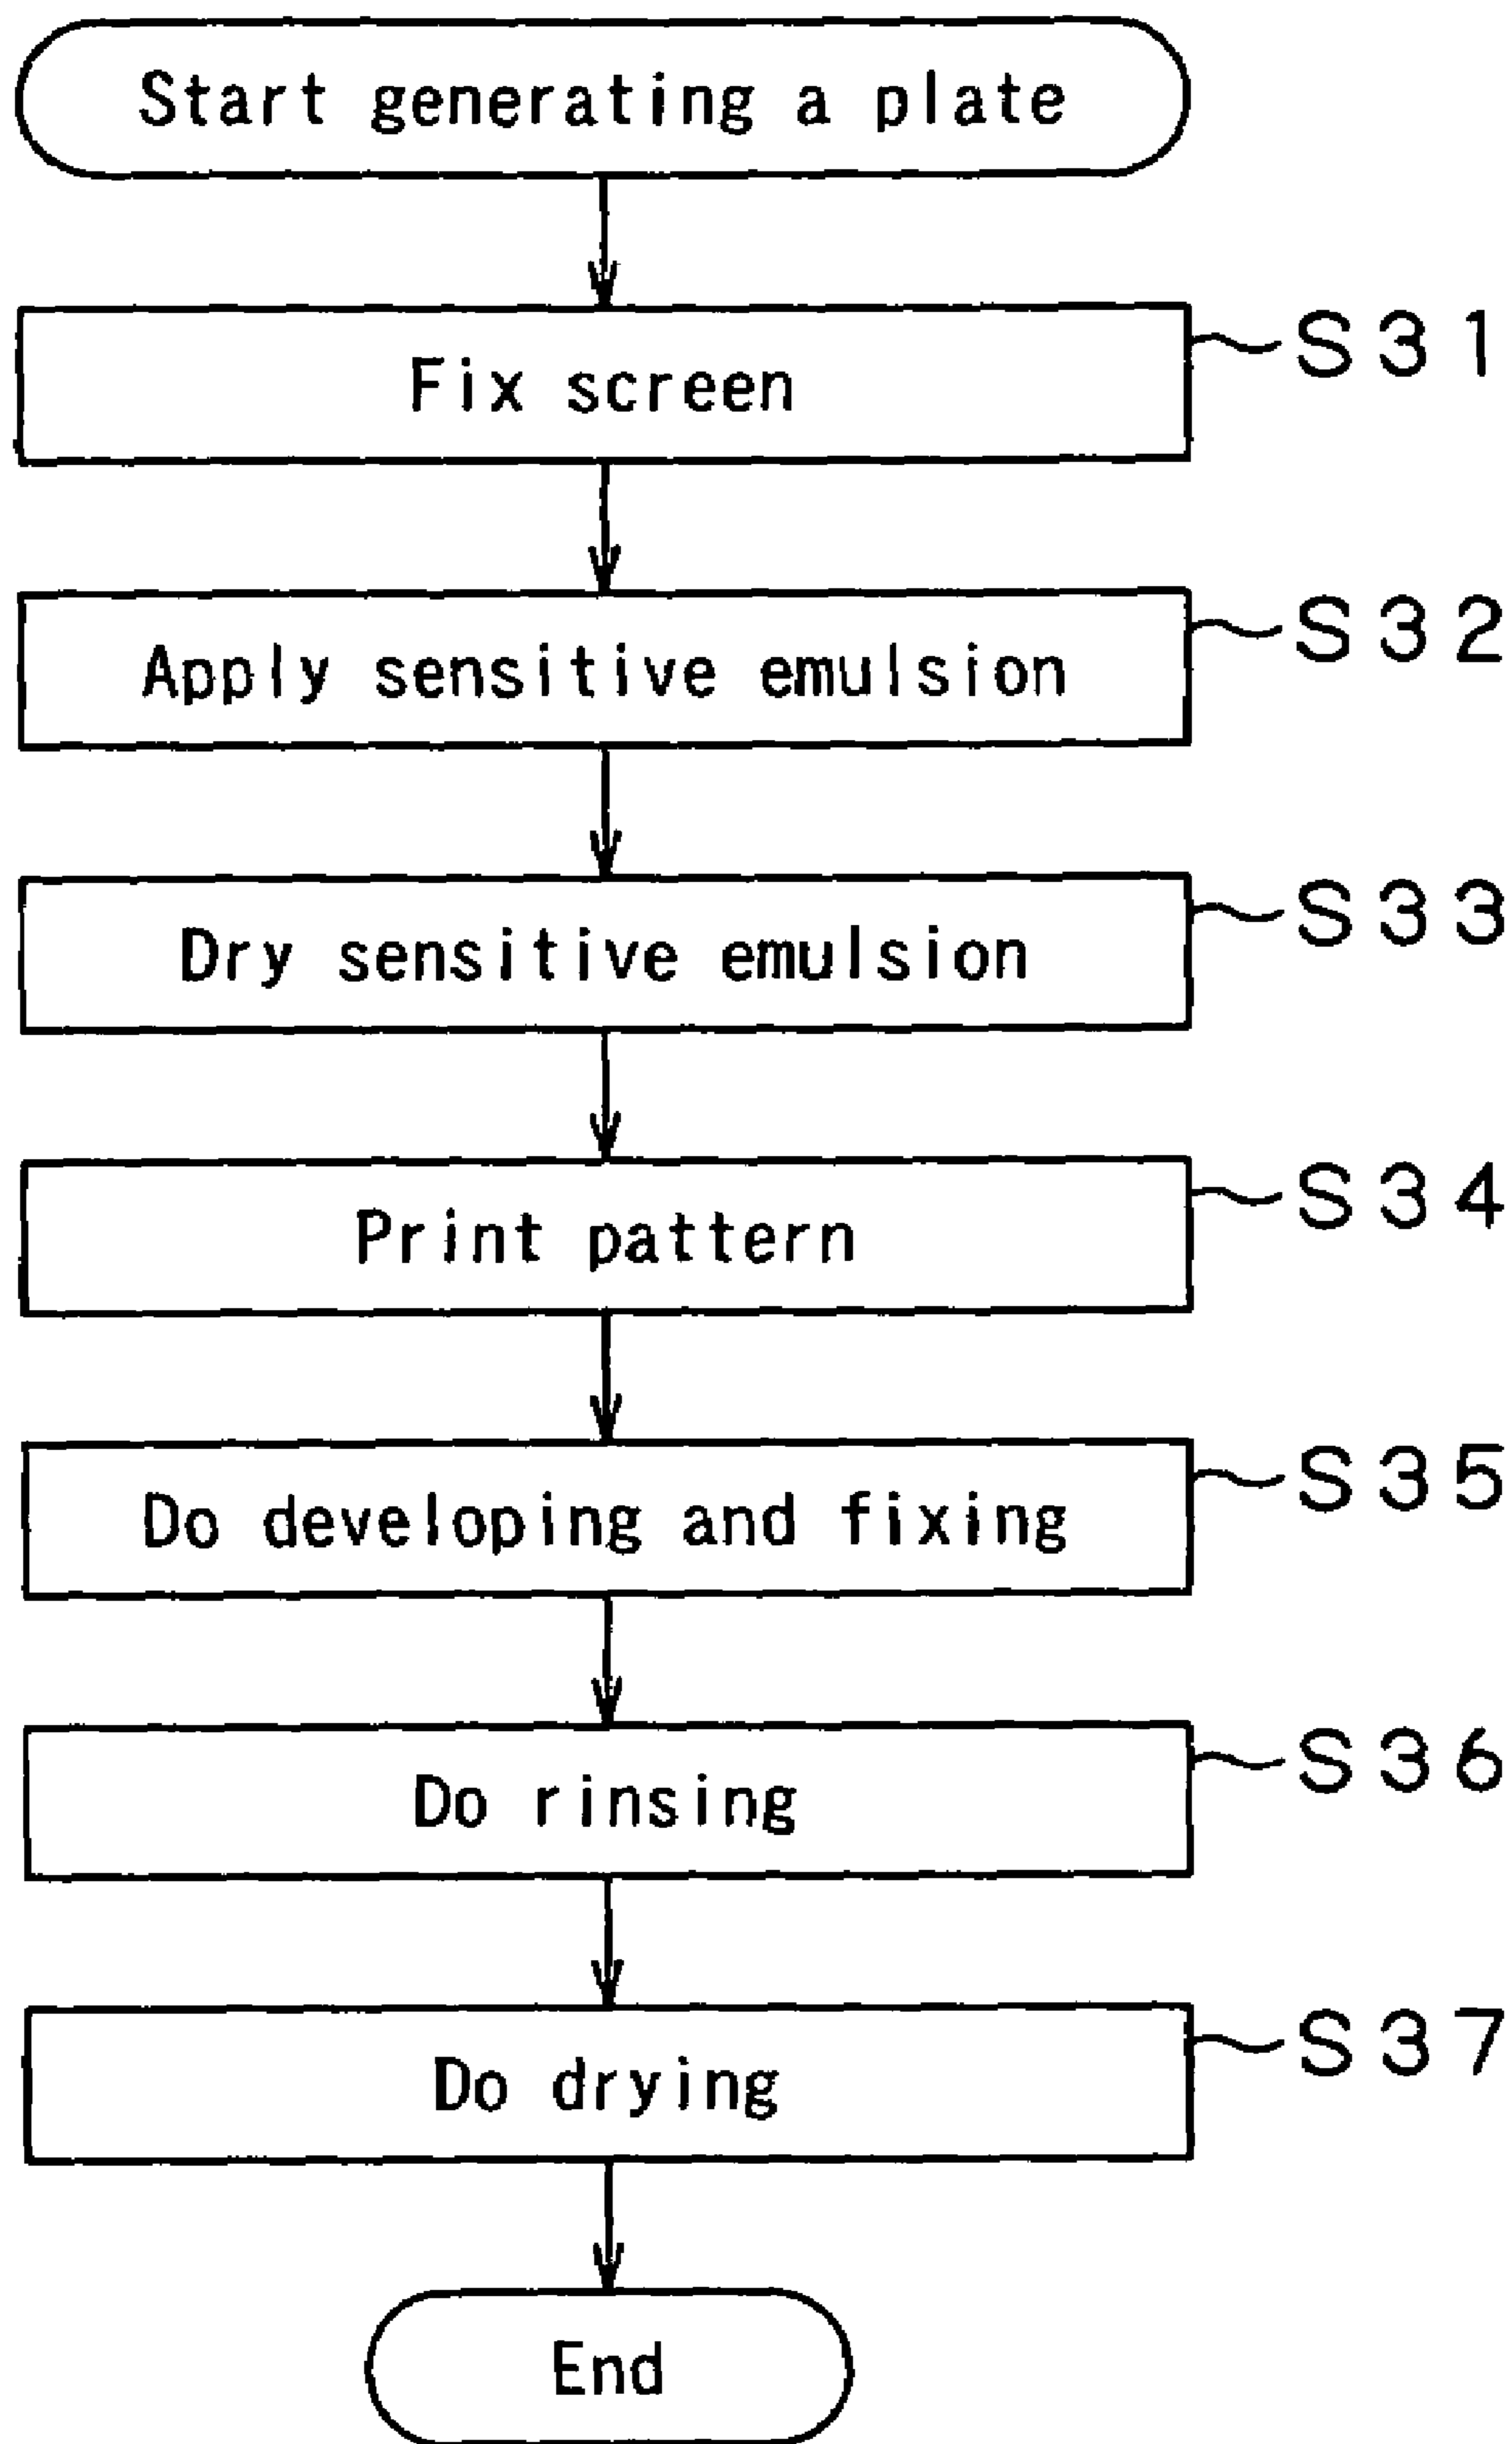 Start generating a plate
Fix screen
S31
Apply sensitive emulsion
S32
Dry sensitive emulsion
S33
Print pattern
S34
Do developing and fixing
S35
Do rinsing
S36
Do drying
S37
End